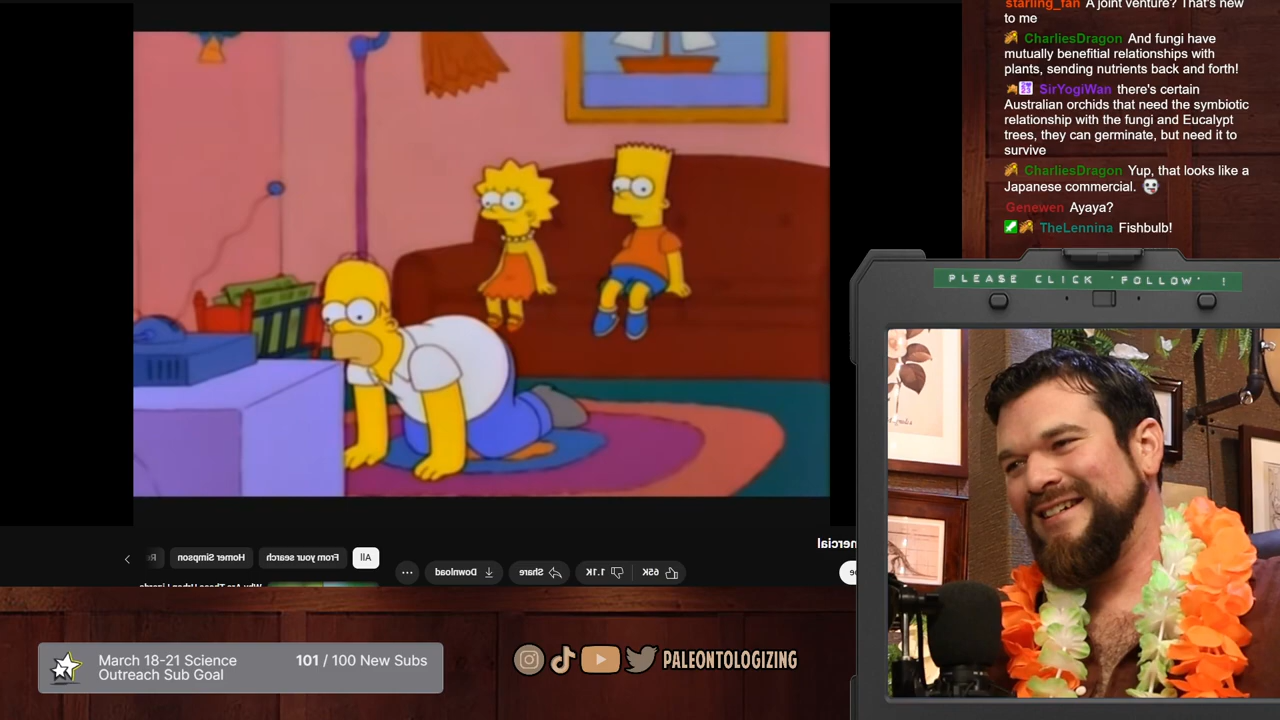 starling_fan A joint venture? That's new
to me
CharliesDragon And fungi have
mutually benefitial relationships with
plants, sending nutrients back and forth!
SirYogiWan there's certain
Australian orchids that need the symbiotic
relationship with the fungi and Eucalypt
trees, they can germinate, but need it to
survive
CharliesDragon Yup, that looks like a
Japanese commercial.
Genewen Ayaya?
TheLennina Fishbulb!
PLEASE CLICK 'FOLLOW' !
mercial
Homer Simpson
From your search
All
Download
Share
1.1K
65K
March 18-21 Science
Outreach Sub Goal
101 / 100 New Subs
PALEONTOLOGIZING